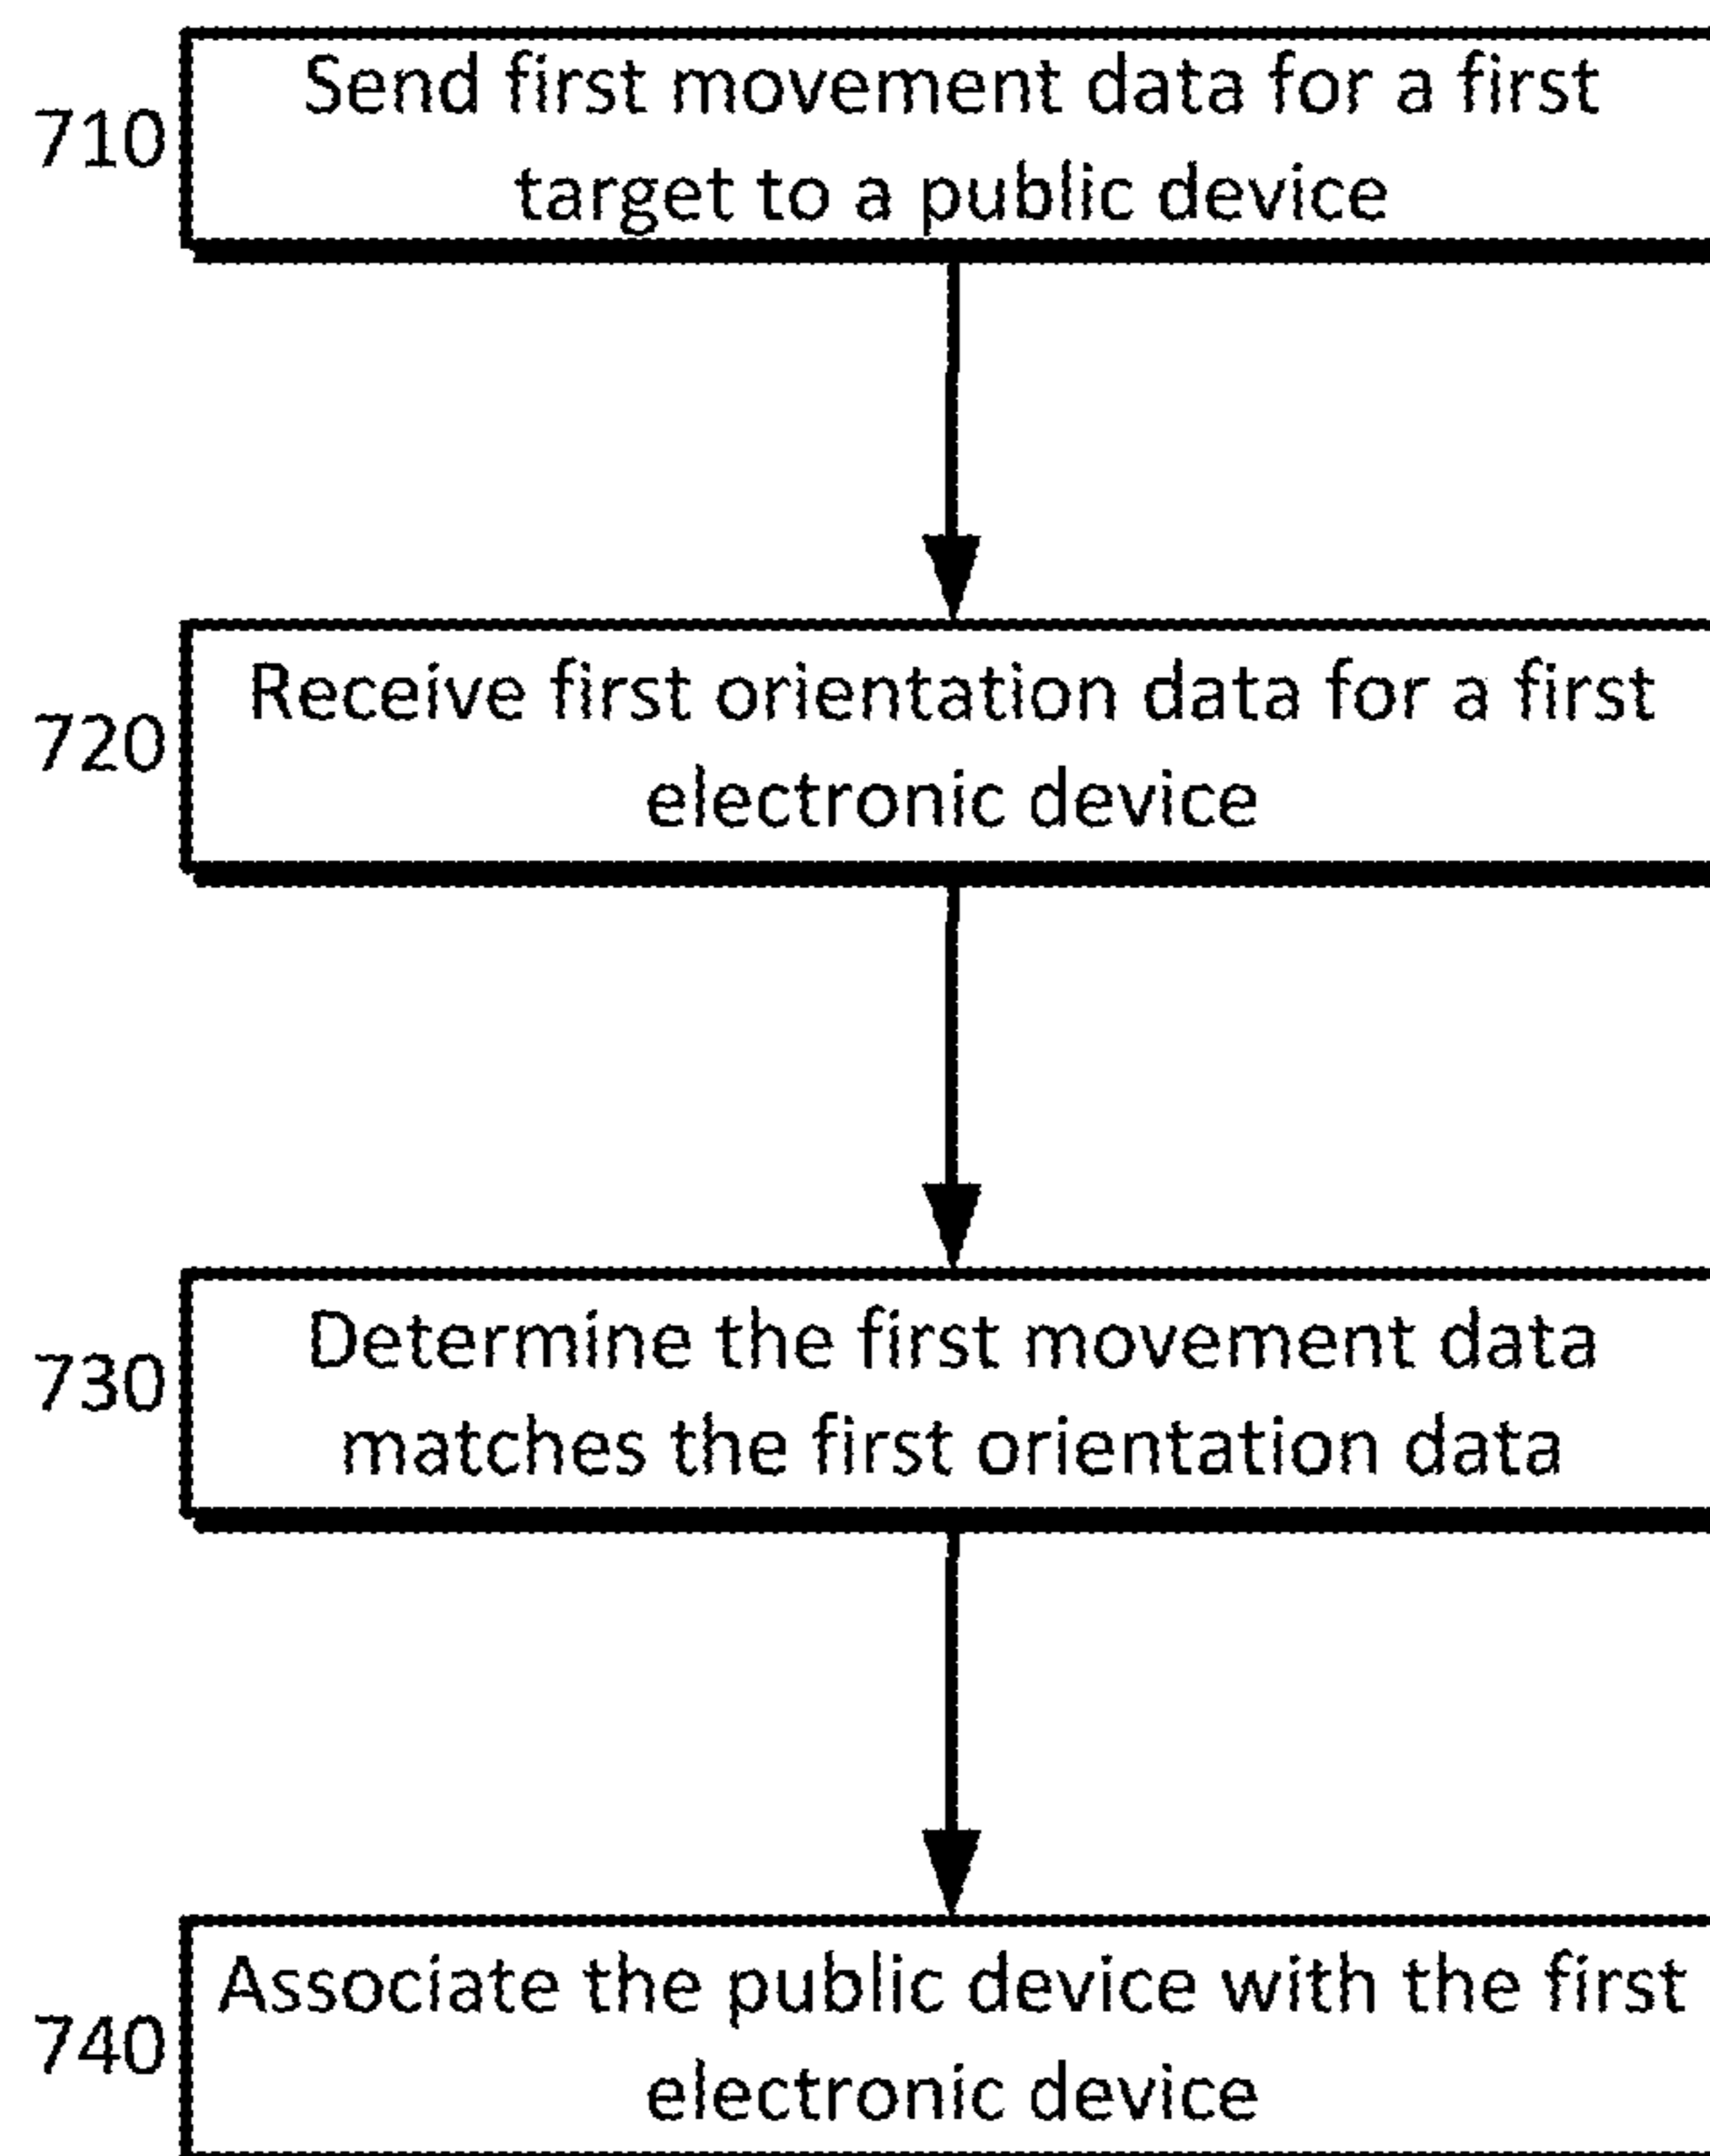 710
Send first movement data for a first
target to a public device
720
Receive first orientation data for a first
electronic device
730
Determine the first movement data
matches the first orientation data
740
Associate the public device with the first
electronic device